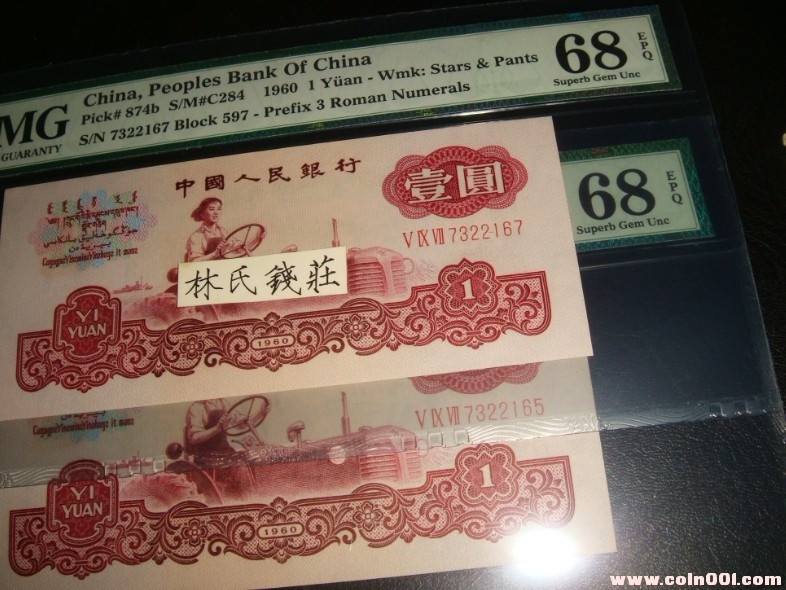 MG
GUARANTY
China, Peoples Bank Of China
Pick# 874b S/M#C284 1960 1 Yüan - Wmk: Stars & Pants
S/N 7322167 Block 597 - Prefix 3 Roman Numerals
68
EPQ
Superb Gem Unc
68
EPQ
Superb Gem Unc
中國人民銀行
壹圓
V IX VII 7322167
林氏錢莊
YI
YUAN
1960
1
V IX VII 7322165
YI
YUAN
1960
1
www.coin001.com